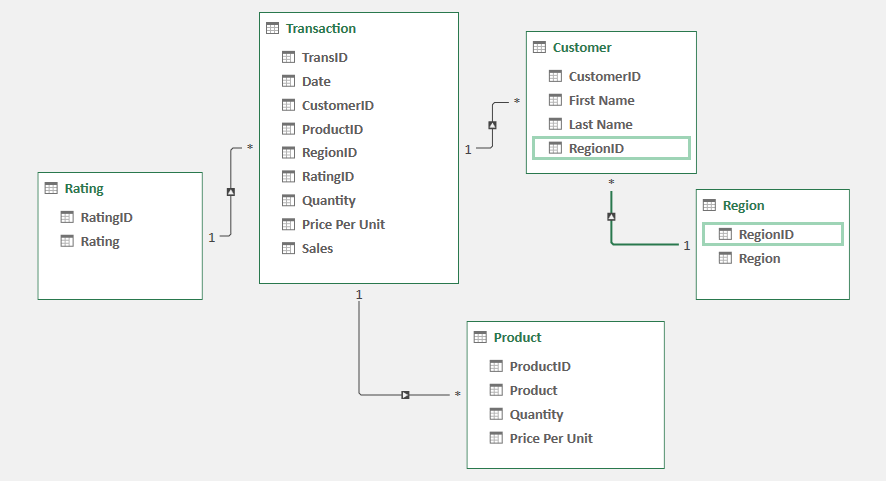 Transaction
TransID
Date
CustomerID
ProductID
RegionID
RatingID
Quantity
Price Per Unit
Sales
Customer
CustomerID
First Name
Last Name
RegionID
*
1
*
1
Rating
RatingID
Rating
*
1
Region
RegionID
Region
1
*
Product
ProductID
Product
Quantity
Price Per Unit